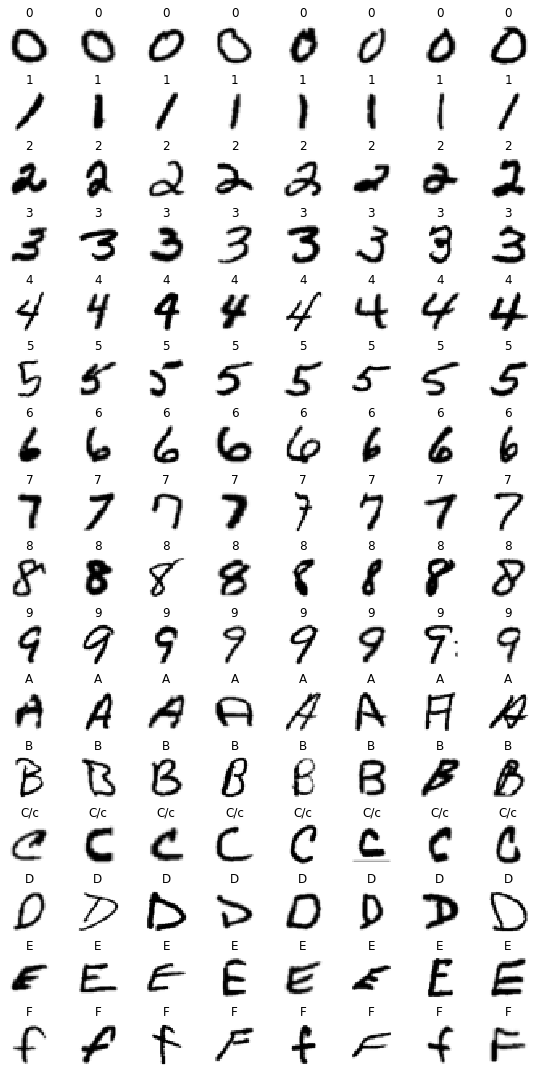 0 0 0 0 0 0 0 0
0 0 0 0 0 0 0 0
1 1 1 1 1 1 1 1
1 1 1 1 1 1 1 1
2 2 2 2 2 2 2 2
2 2 2 2 2 2 2 2
3 3 3 3 3 3 3 3
3 3 3 3 3 3 3 3
4 4 4 4 4 4 4 4
4 4 4 4 4 4 4 4
5 5 5 5 5 5 5 5
5 5 5 5 5 5 5 5
6 6 6 6 6 6 6 6
6 6 6 6 6 6 6 6
7 7 7 7 7 7 7 7
7 7 7 7 7 7 7 7
8 8 8 8 8 8 8 8
8 8 8 8 8 8 8 8
9 9 9 9 9 9 9 9
9 9 9 9 9 9 9: 9
A A A A A A A A
A A A A A A A A
B B B B B B B B
B B B B B B B B
C/c C/c C/c C/c C/c C/c C/c C/c
C C C C C C C C
D D D D D D D D
D D D D D D D D
E E E E E E E E
E E E E E E E E
F F F F F F F F
f f f F f F f F